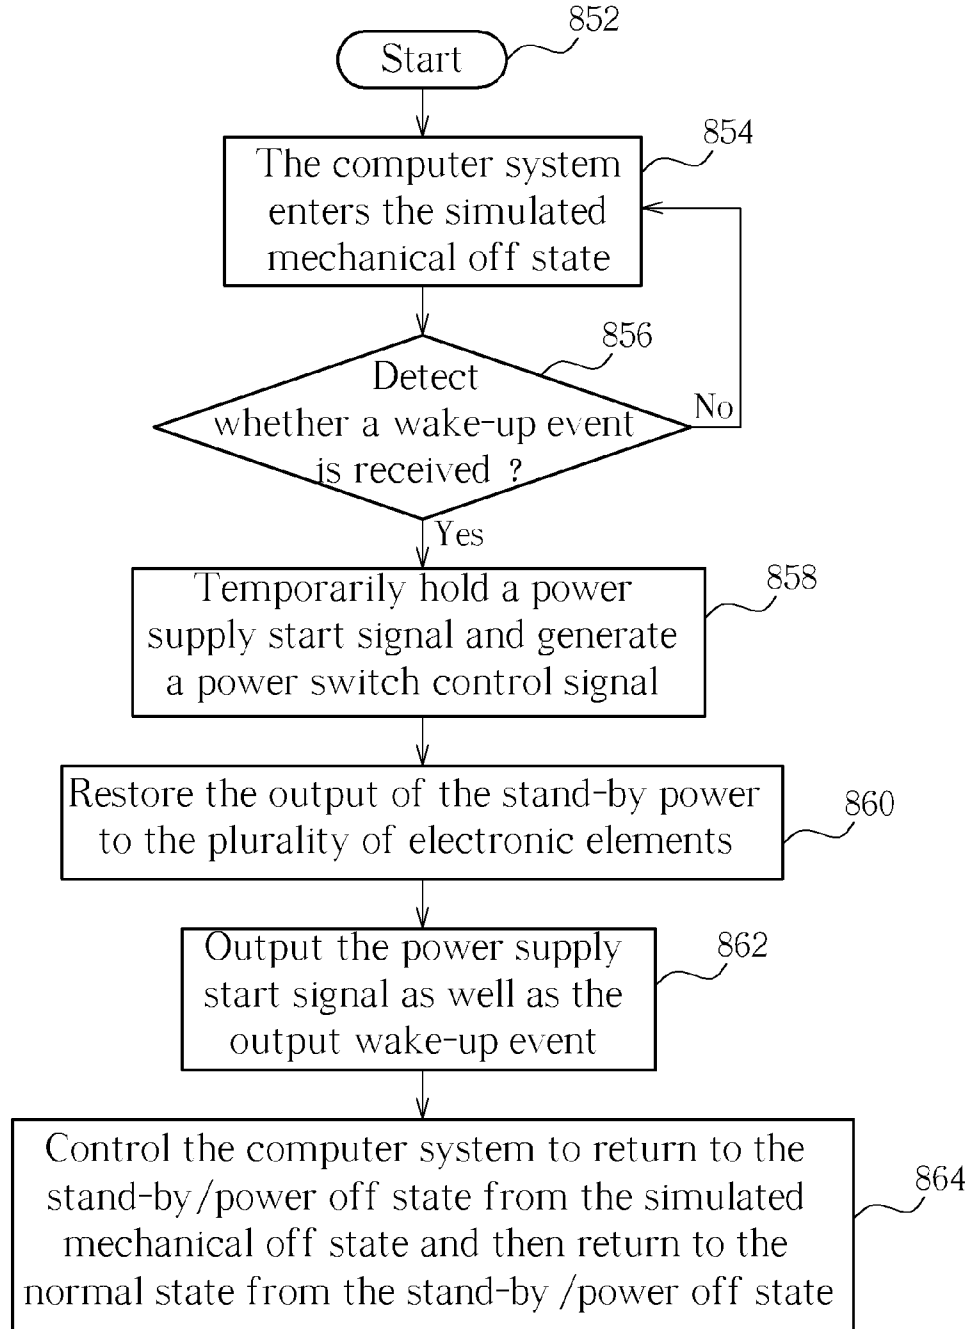 852
Start
854
The computer system
enters the simulated
mechanical off state
856
Detect
whether a wake-up event
is received ?
No
Yes
858
Temporarily hold a power
supply start signal and generate
a power switch control signal
Restore the output of the stand-by power
to the plurality of electronic elements
860
Output the power supply
start signal as well as the
output wake-up event
862
Control the computer system to return to the
stand-by/power off state from the simulated
mechanical off state and then return to the
normal state from the stand-by /power off state
864